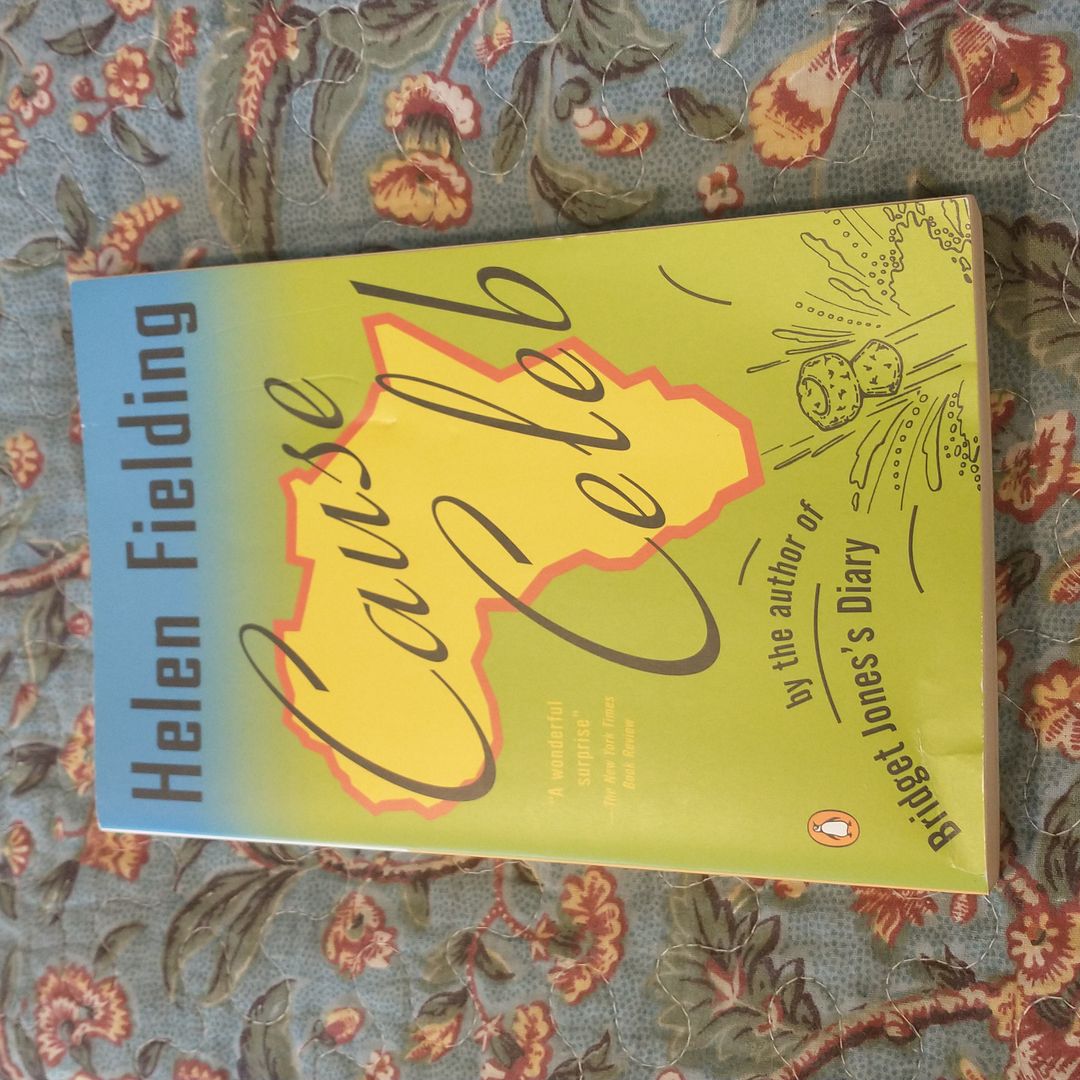 Helen Fielding
Cause
Celeb
"A wonderful
surprise"
—The New York Times
Book Review
by the author of
Bridget Jones's Diary